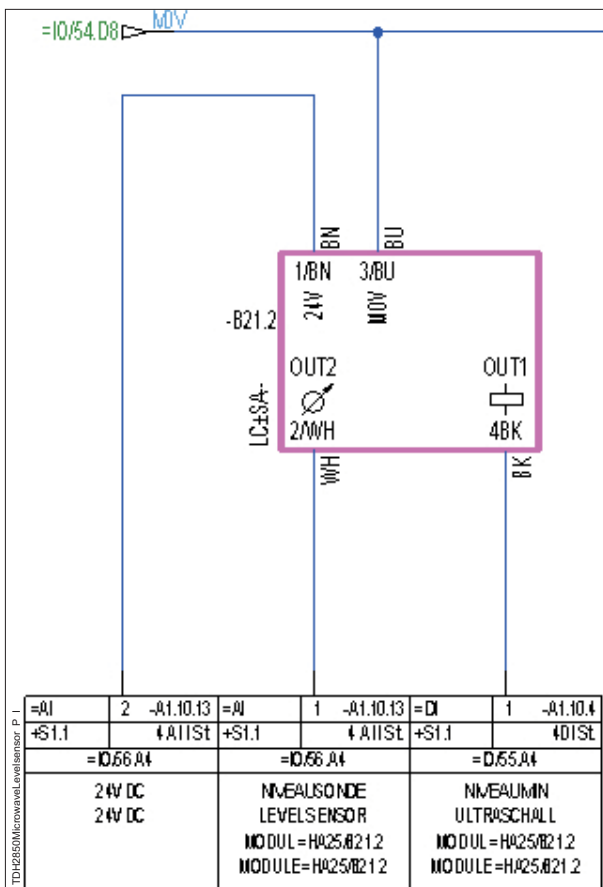 =IO/54.D8 M0V
BN
BU
1/BN 3/BU
24V
M0V
-B21.2
OUT2 OUT1
LC±SA-
2/WH 4BK
WH
BK
=AI 2 -A1.10.13 =AI 1 -A1.10.13 =DI 1 -A1.10.4
+S1.1 4AIISt +S1.1 4AIISt +S1.1 4DISt
=IO/56.A4 =IO/56.A4 =IO/55.A4
24V DC NIVEAUSONDE NIVEAUMIN
24V DC LEVELSENSOR ULTRASCHALL
MODUL=HA25/B21.2 MODUL=HA25/B21.2
MODULE=HA25/B21.2 MODULE=HA25/B21.2
TDH2850MicrowaveLevelsensor P I